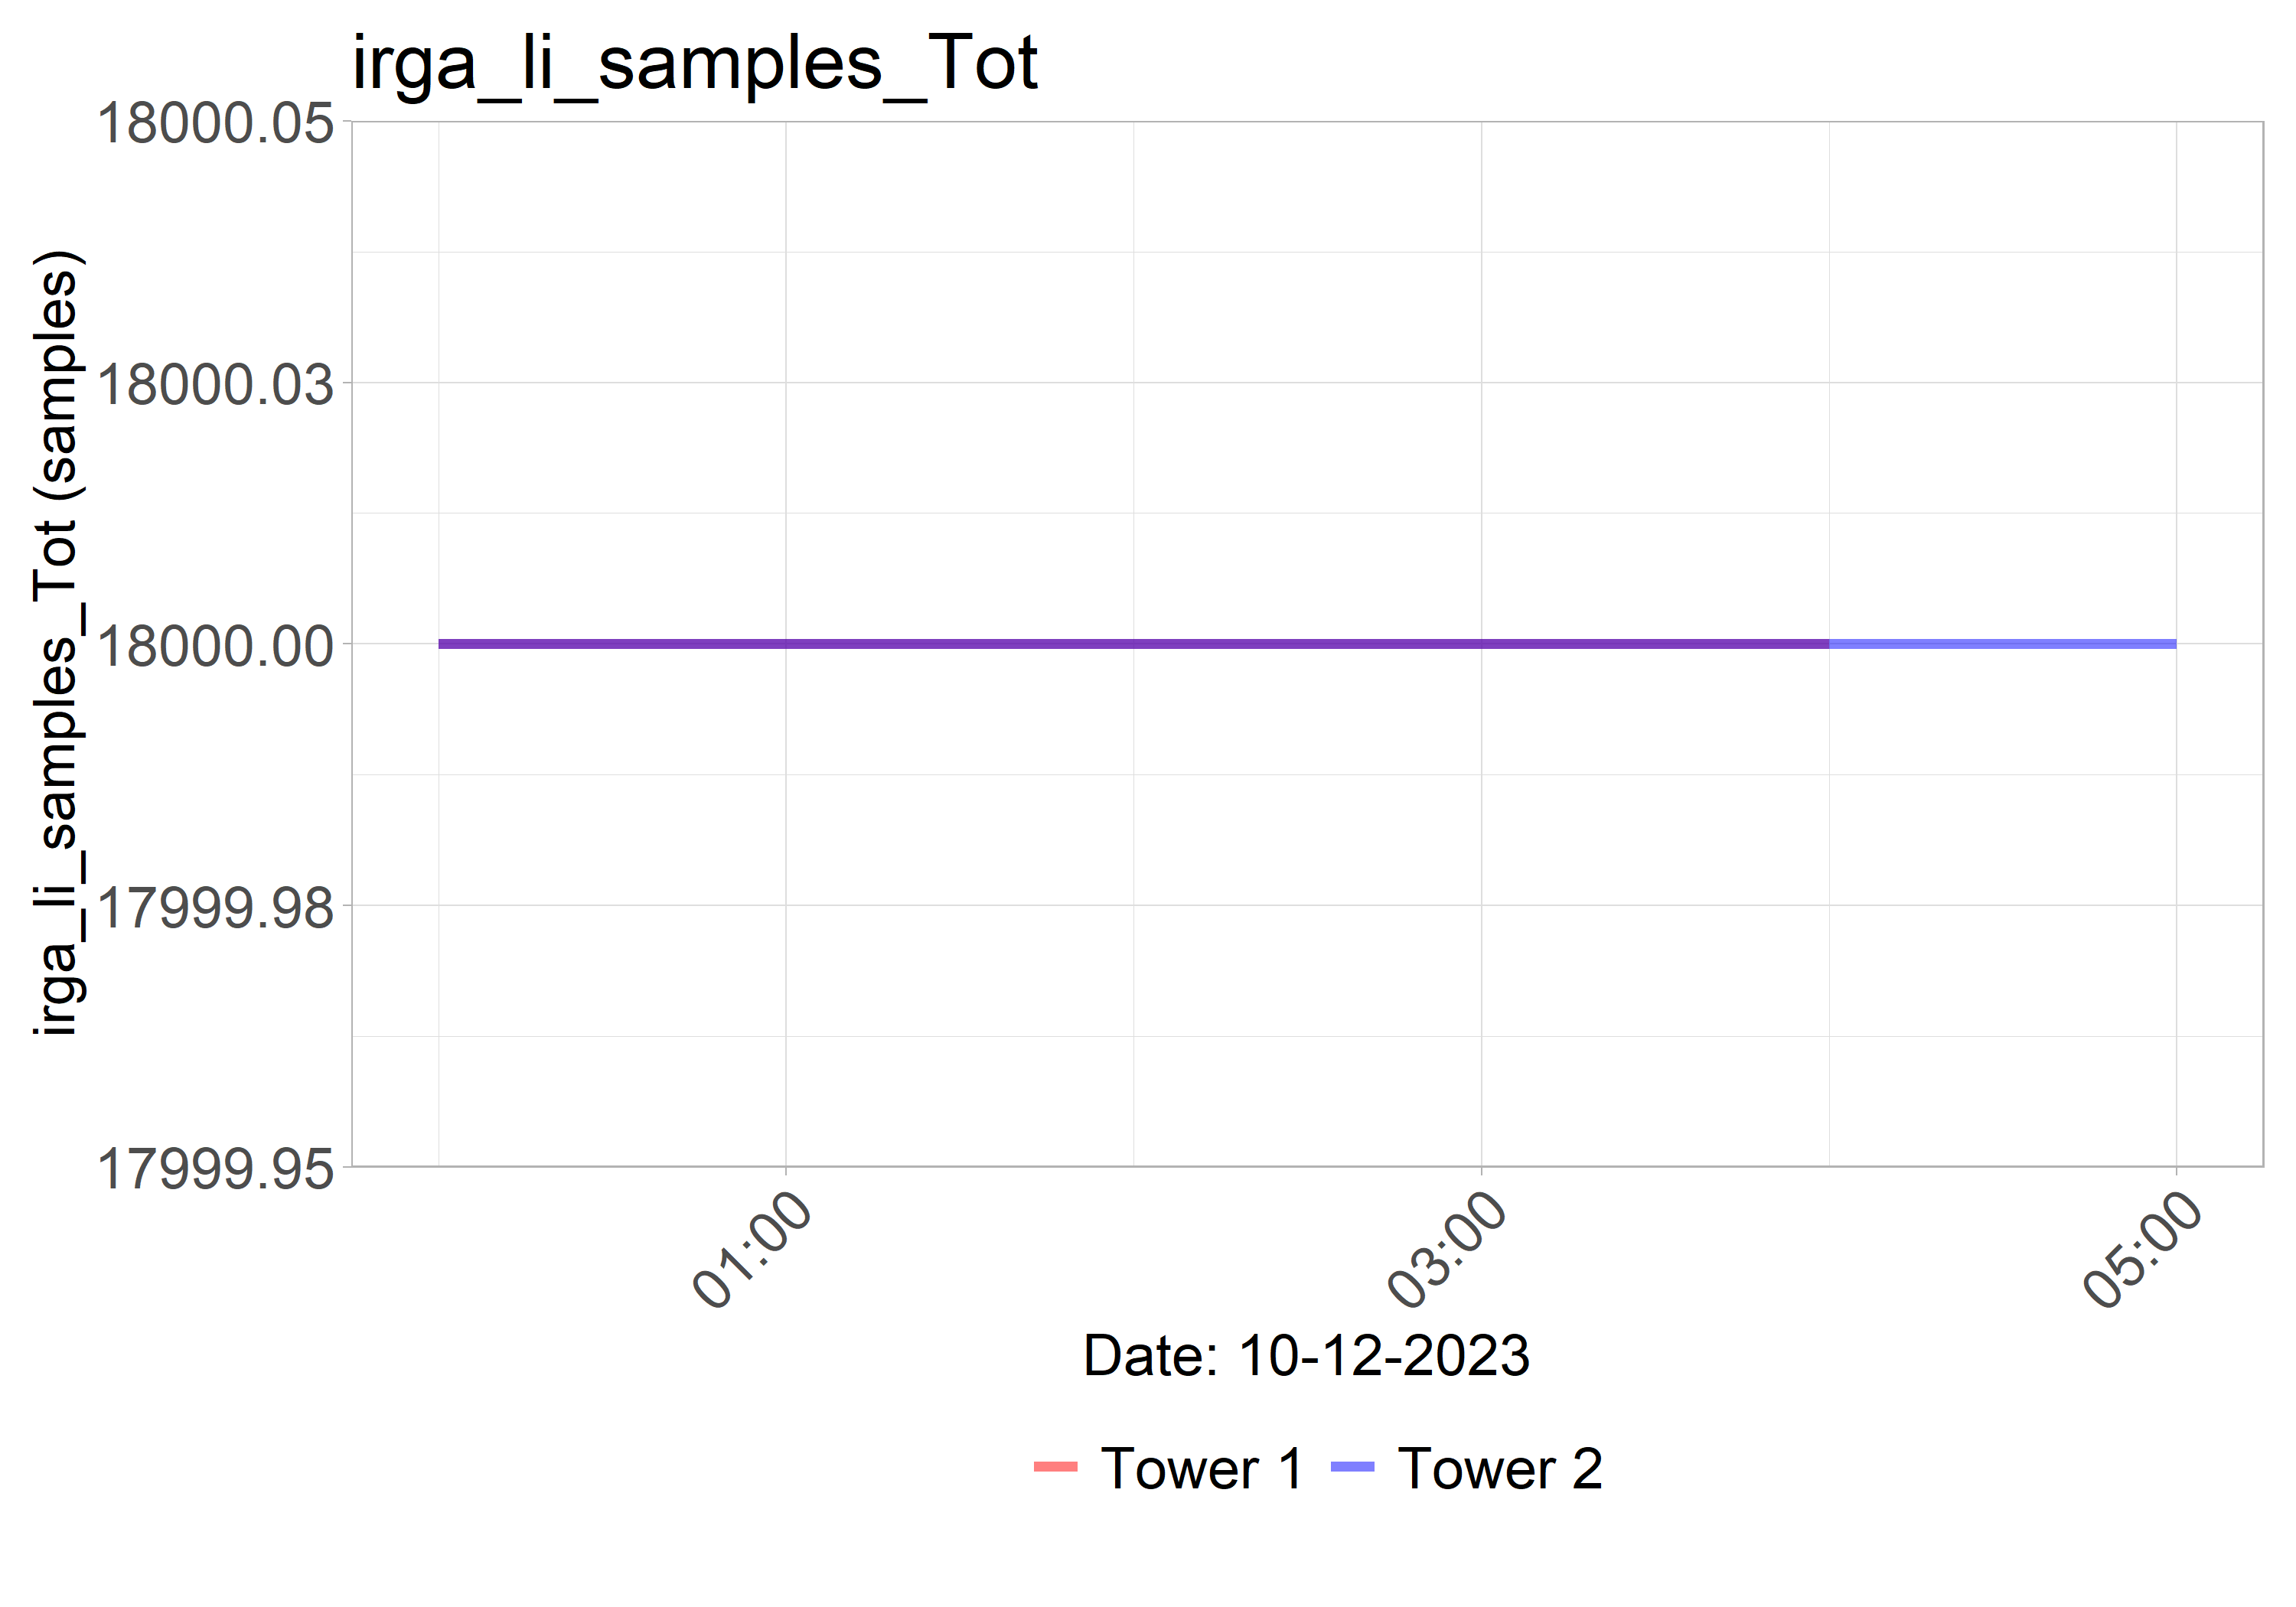 irga_li_samples_Tot
irga_li_samples_Tot (samples)
18000.05
18000.03
18000.00
17999.98
17999.95
01:00
03:00
05:00
Date: 10-12-2023
Tower 1
Tower 2